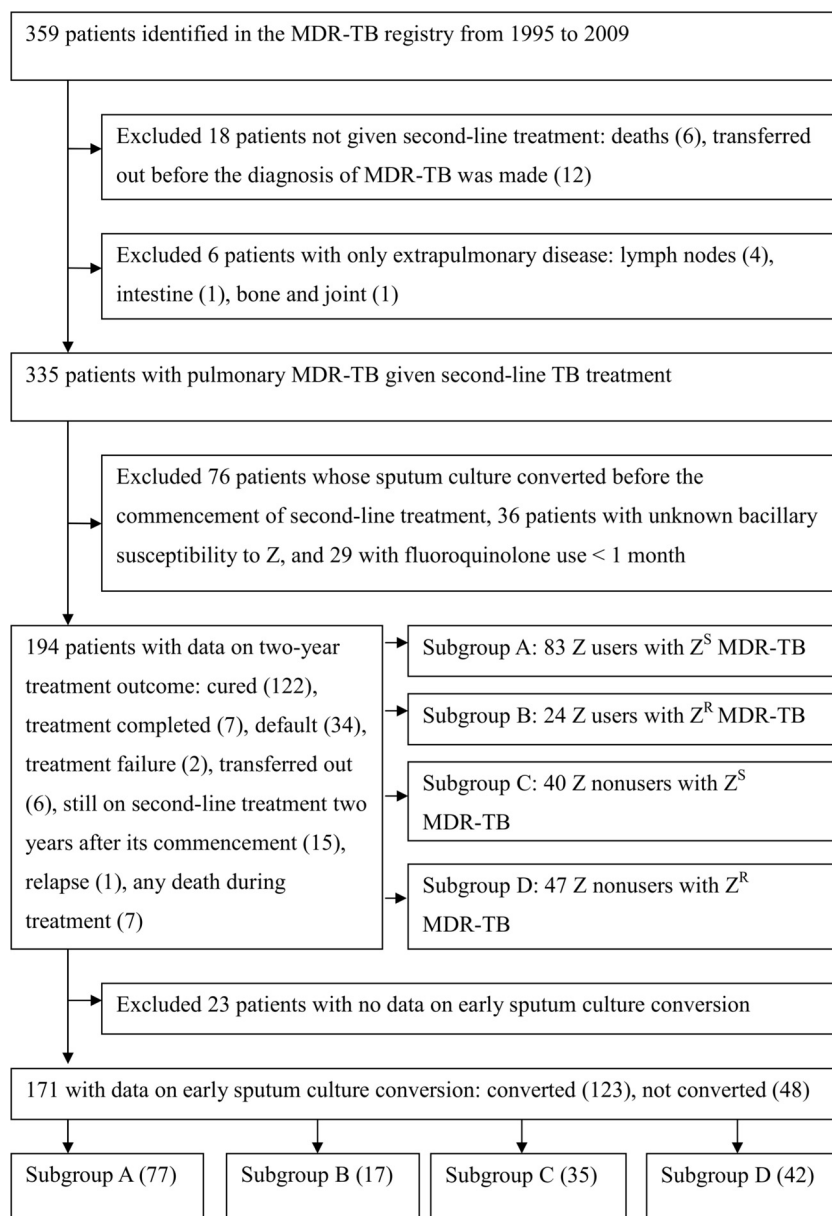 359 patients identified in the MDR-TB registry from 1995 to 2009
Excluded 18 patients not given second-line treatment: deaths (6), transferred
out before the diagnosis of MDR-TB was made (12)
Excluded 6 patients with only extrapulmonary disease: lymph nodes (4),
intestine (1), bone and joint (1)
335 patients with pulmonary MDR-TB given second-line TB treatment
Excluded 76 patients whose sputum culture converted before the
commencement of second-line treatment, 36 patients with unknown bacillary
susceptibility to Z, and 29 with fluoroquinolone use < 1 month
194 patients with data on two-year
treatment outcome: cured (122),
treatment completed (7), default (34),
treatment failure (2), transferred out
(6), still on second-line treatment two
years after its commencement (15),
relapse (1), any death during
treatment (7)
Subgroup A: 83 Z users with Z^S MDR-TB
Subgroup B: 24 Z users with Z^R MDR-TB
Subgroup C: 40 Z nonusers with Z^S
MDR-TB
Subgroup D: 47 Z nonusers with Z^R
MDR-TB
Excluded 23 patients with no data on early sputum culture conversion
171 with data on early sputum culture conversion: converted (123), not converted (48)
Subgroup A (77)
Subgroup B (17)
Subgroup C (35)
Subgroup D (42)